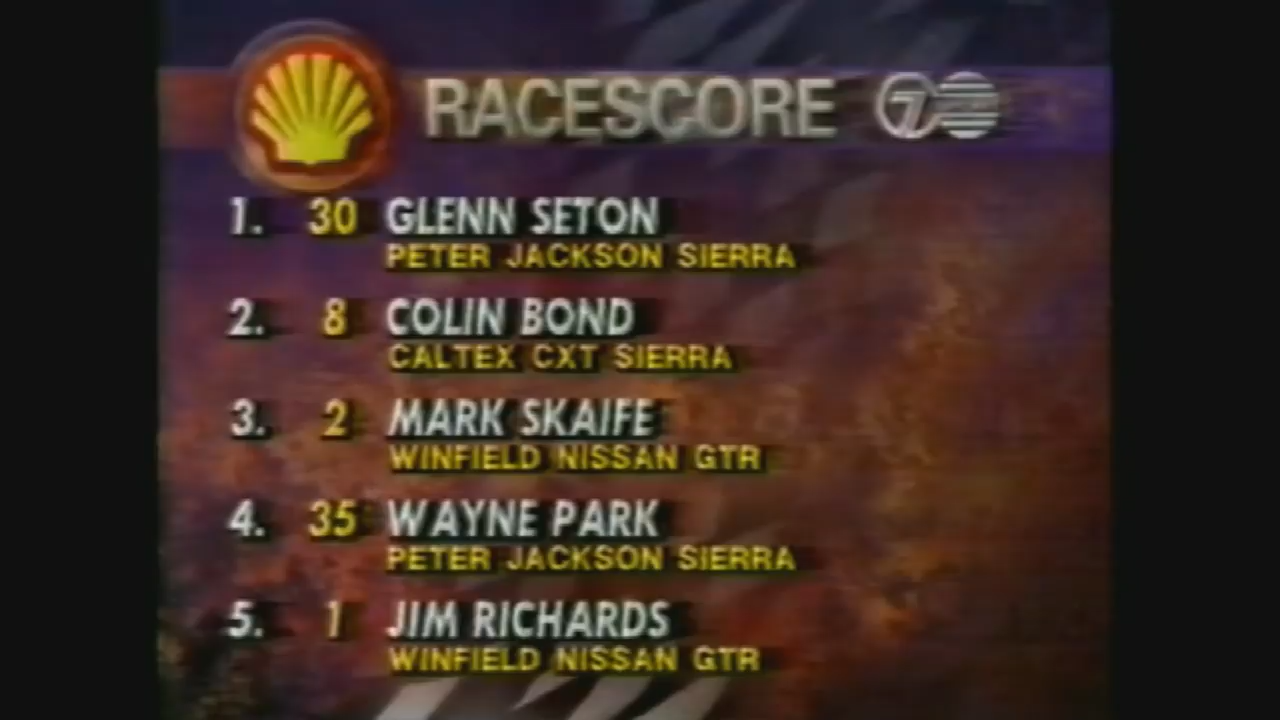 RACESCORE 7
1. 30 GLENN SETON
PETER JACKSON SIERRA
2. 8 COLIN BOND
CALTEX CXT SIERRA
3. 2 MARK SKAIFE
WINFIELD NISSAN GTR
4. 35 WAYNE PARK
PETER JACKSON SIERRA
5. 1 JIM RICHARDS
WINFIELD NISSAN GTR